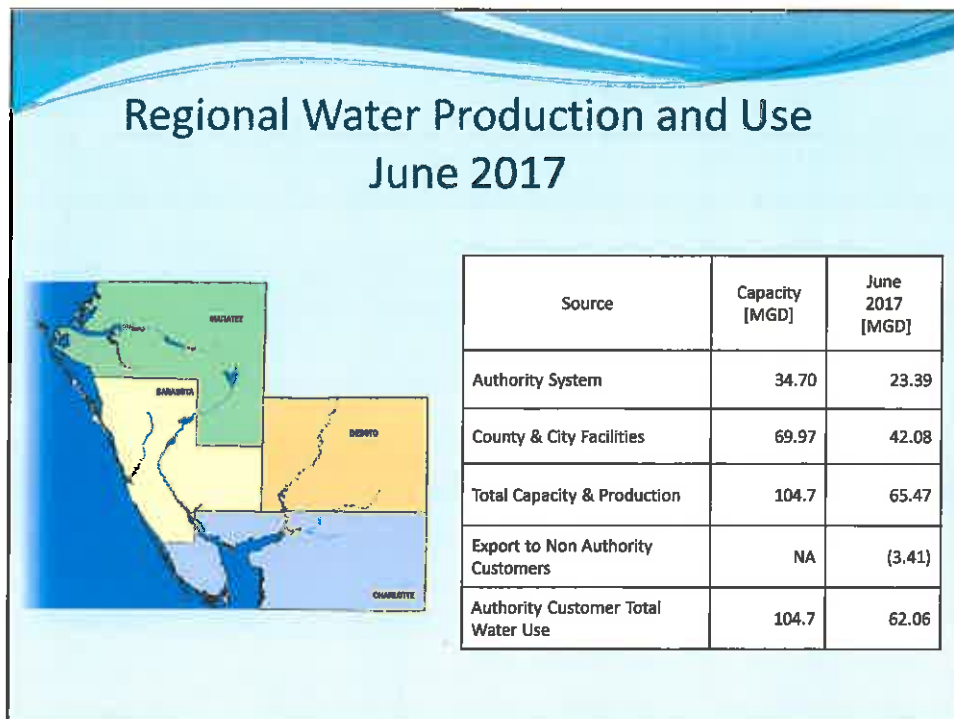 Regional Water Production and Use
June 2017
MANATEE
SARASOTA
DESOTO
CHARLOTTE
Source
Capacity
[MGD]
June
2017
[MGD]
Authority System 34.70 23.39
County & City Facilities 69.97 42.08
Total Capacity & Production 104.7 65.47
Export to Non Authority
Customers NA (3.41)
Authority Customer Total
Water Use 104.7 62.06